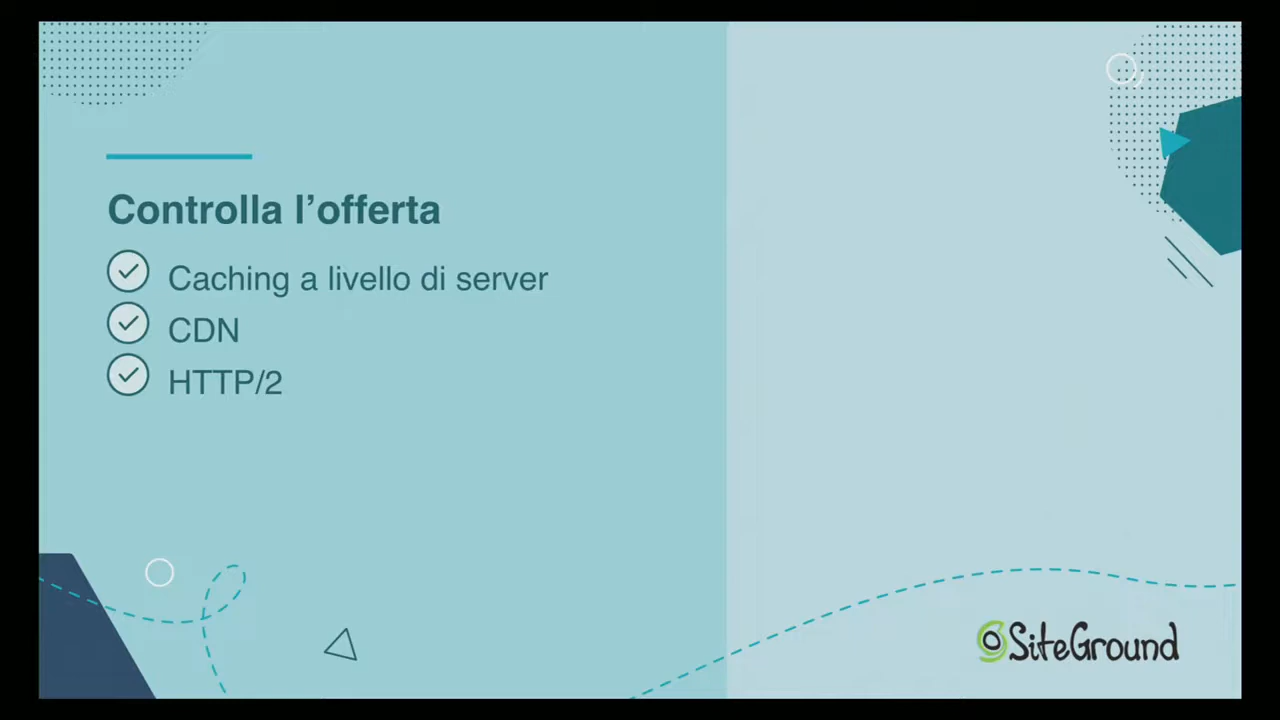 Controlla l’offerta
Caching a livello di server
CDN
HTTP/2
SiteGround